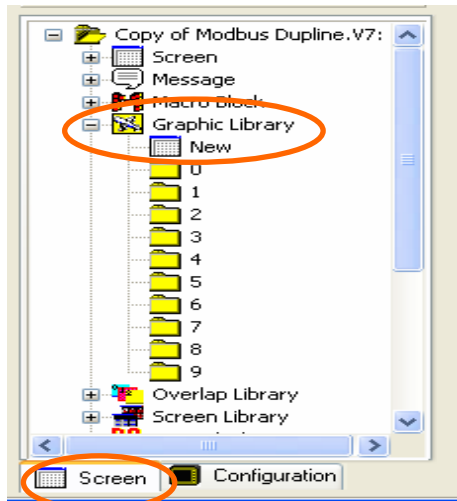 Copy of Modbus Dupline.V7:
Screen
Message
Macro Block
Graphic Library
New
0
1
2
3
4
5
6
7
8
9
Overlap Library
Screen Library
Screen
Configuration